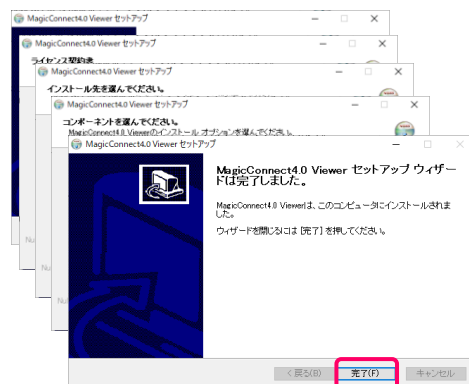 MagicConnect4.0 Viewer セットアップ
MagicConnect4.0 Viewer セットアップ
ライセンス契約書
MagicConnect4.0 Viewer セットアップ
インストール先を選んでください。
MagicConnect4.0 Viewer セットアップ
コンポーネントを選んでください。
MagicConnect4.0 Viewerのインストール オプションを選んでください。
MagicConnect4.0 Viewer セットアップ
MagicConnect4.0 Viewer セットアップ ウィザー
ドは完了しました。
MagicConnect4.0 Viewerは、このコンピュータにインストールされま
した。
ウィザードを閉じるには [完了] を押してください。
Nu
Nu
Nul
< 戻る(B)
完了(F)
キャンセル